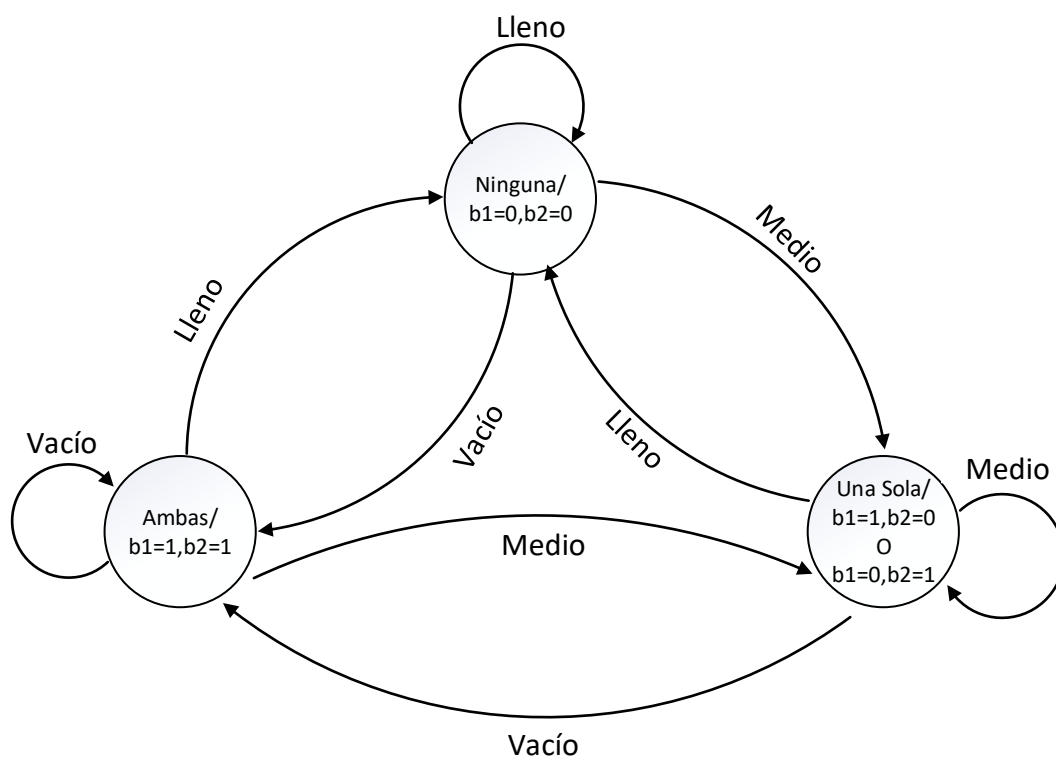 Lleno
Ninguna/
b1=0,b2=0
Medio
Lleno
Vacío
Lleno
Vacío
Medio
Ambas/
b1=1,b2=1
Una Sola/
b1=1,b2=0
O
b1=0,b2=1
Medio
Vacío